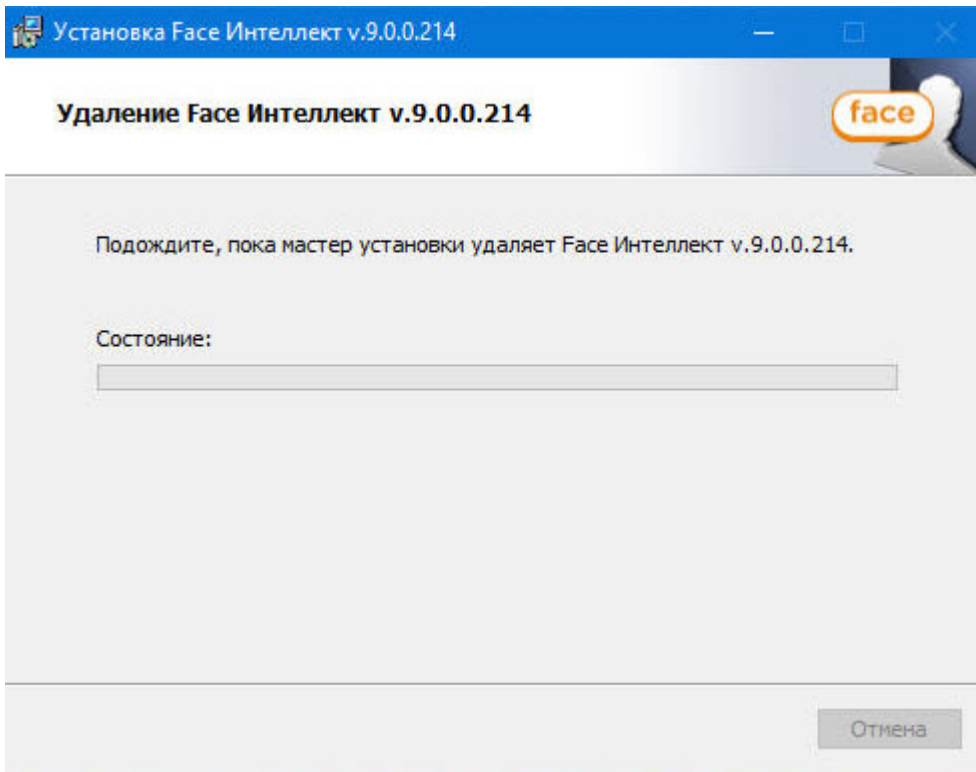 Установка Face Интеллект v.9.0.0.214
Удаление Face Интеллект v.9.0.0.214
face
Подождите, пока мастер установки удаляет Face Интеллект v.9.0.0.214.
Состояние:
Отмена